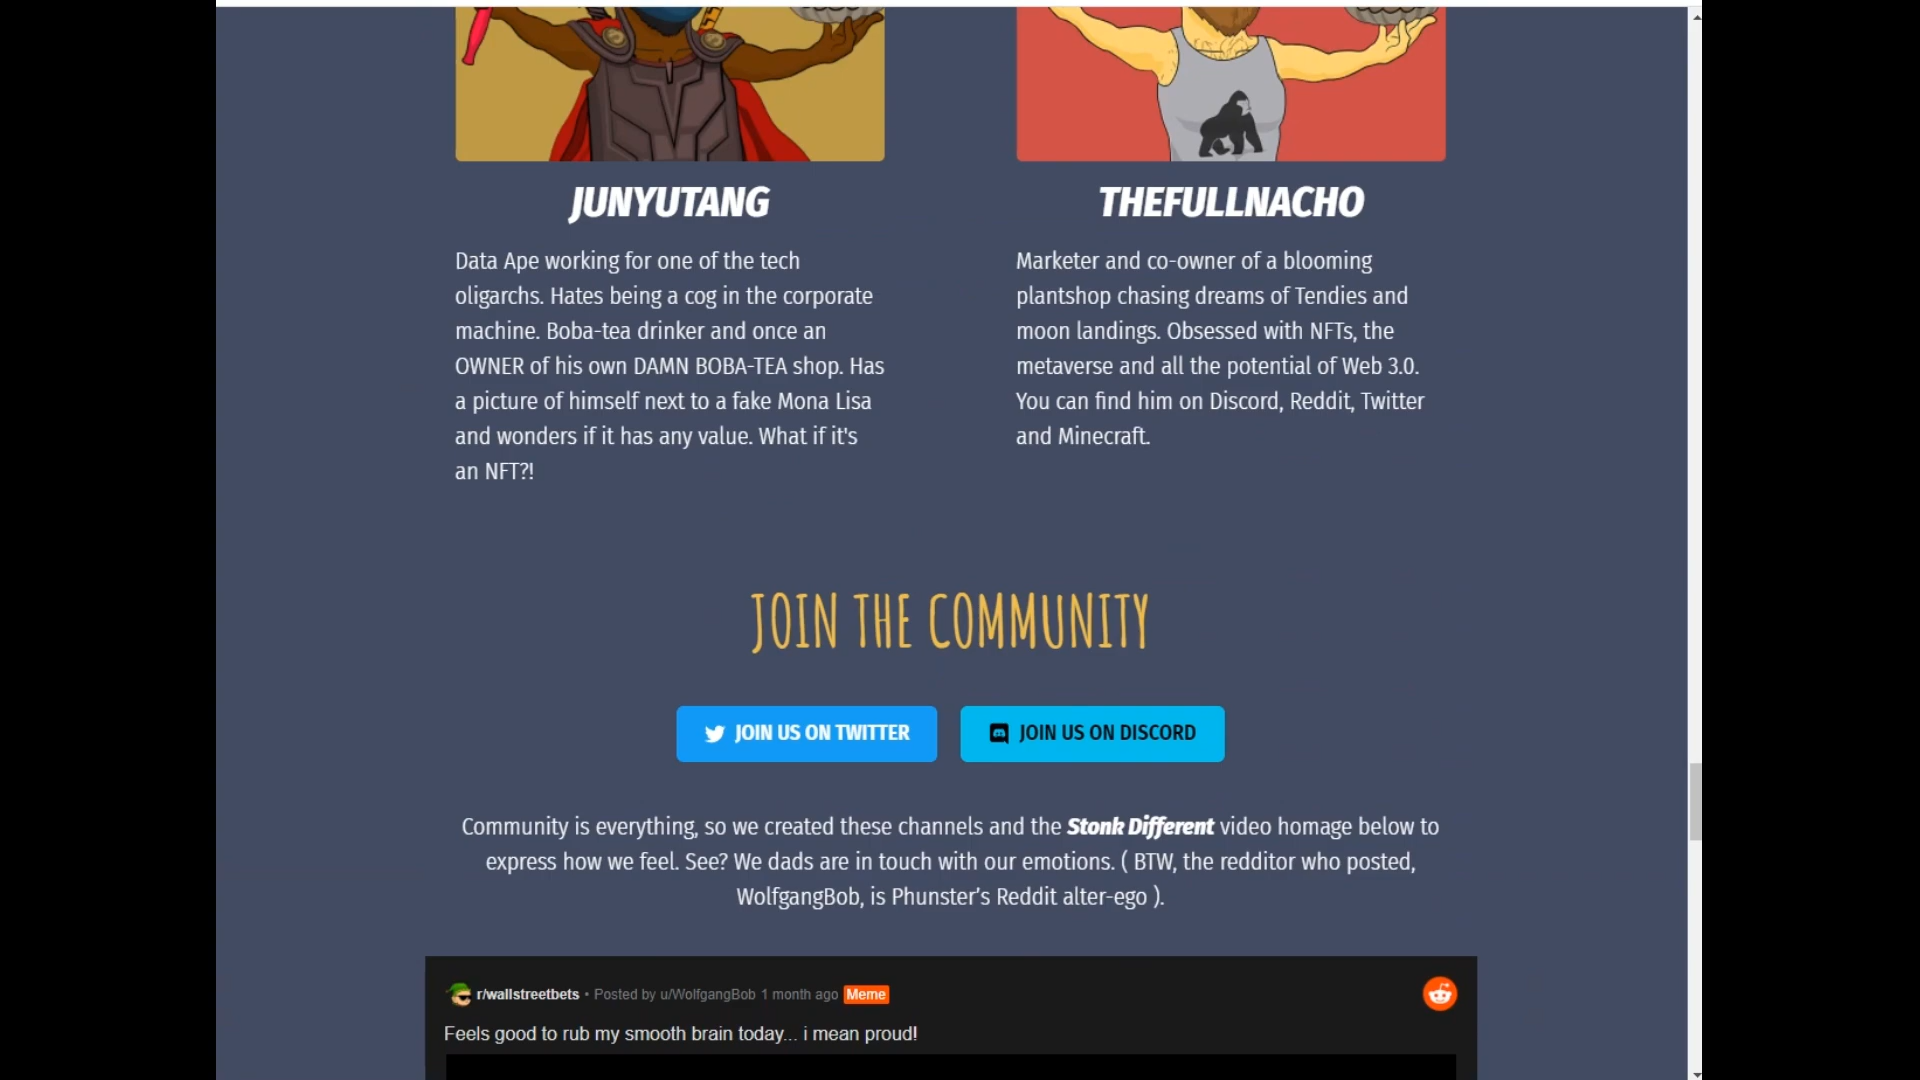 JUNYUTANG
Data Ape working for one of the tech
oligarchs. Hates being a cog in the corporate
machine. Boba-tea drinker and once an
OWNER of his own DAMN BOBA-TEA shop. Has
a picture of himself next to a fake Mona Lisa
and wonders if it has any value. What if it's
an NFT?!
THEFULLNACHO
Marketer and co-owner of a blooming
plantshop chasing dreams of Tendies and
moon landings. Obsessed with NFTs, the
metaverse and all the potential of Web 3.0.
You can find him on Discord, Reddit, Twitter
and Minecraft.
JOIN THE COMMUNITY
JOIN US ON TWITTER
JOIN US ON DISCORD
Community is everything, so we created these channels and the Stonk Different video homage below to
express how we feel. See? We dads are in touch with our emotions. ( BTW, the redditor who posted,
WolfgangBob, is Phunster’s Reddit alter-ego ).
r/wallstreetbets • Posted by u/WolfgangBob 1 month ago Meme
Feels good to rub my smooth brain today... i mean proud!